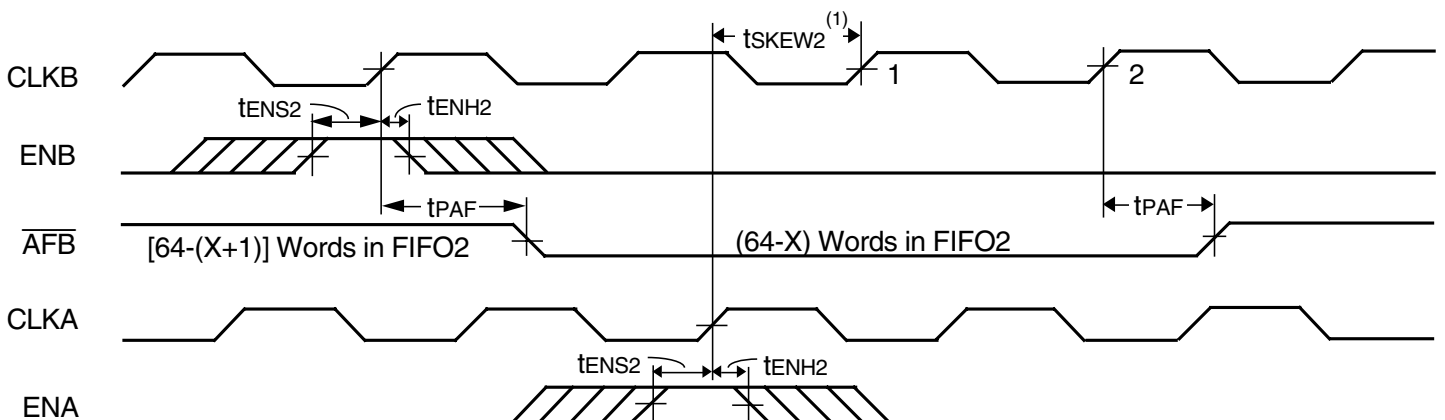 tSKEW2(1)
CLKB
1
2
tENS2
tENH2
ENB
tPAF
tPAF
AFB
[64-(X+1)] Words in FIFO2
(64-X) Words in FIFO2
CLKA
tENS2
tENH2
ENA